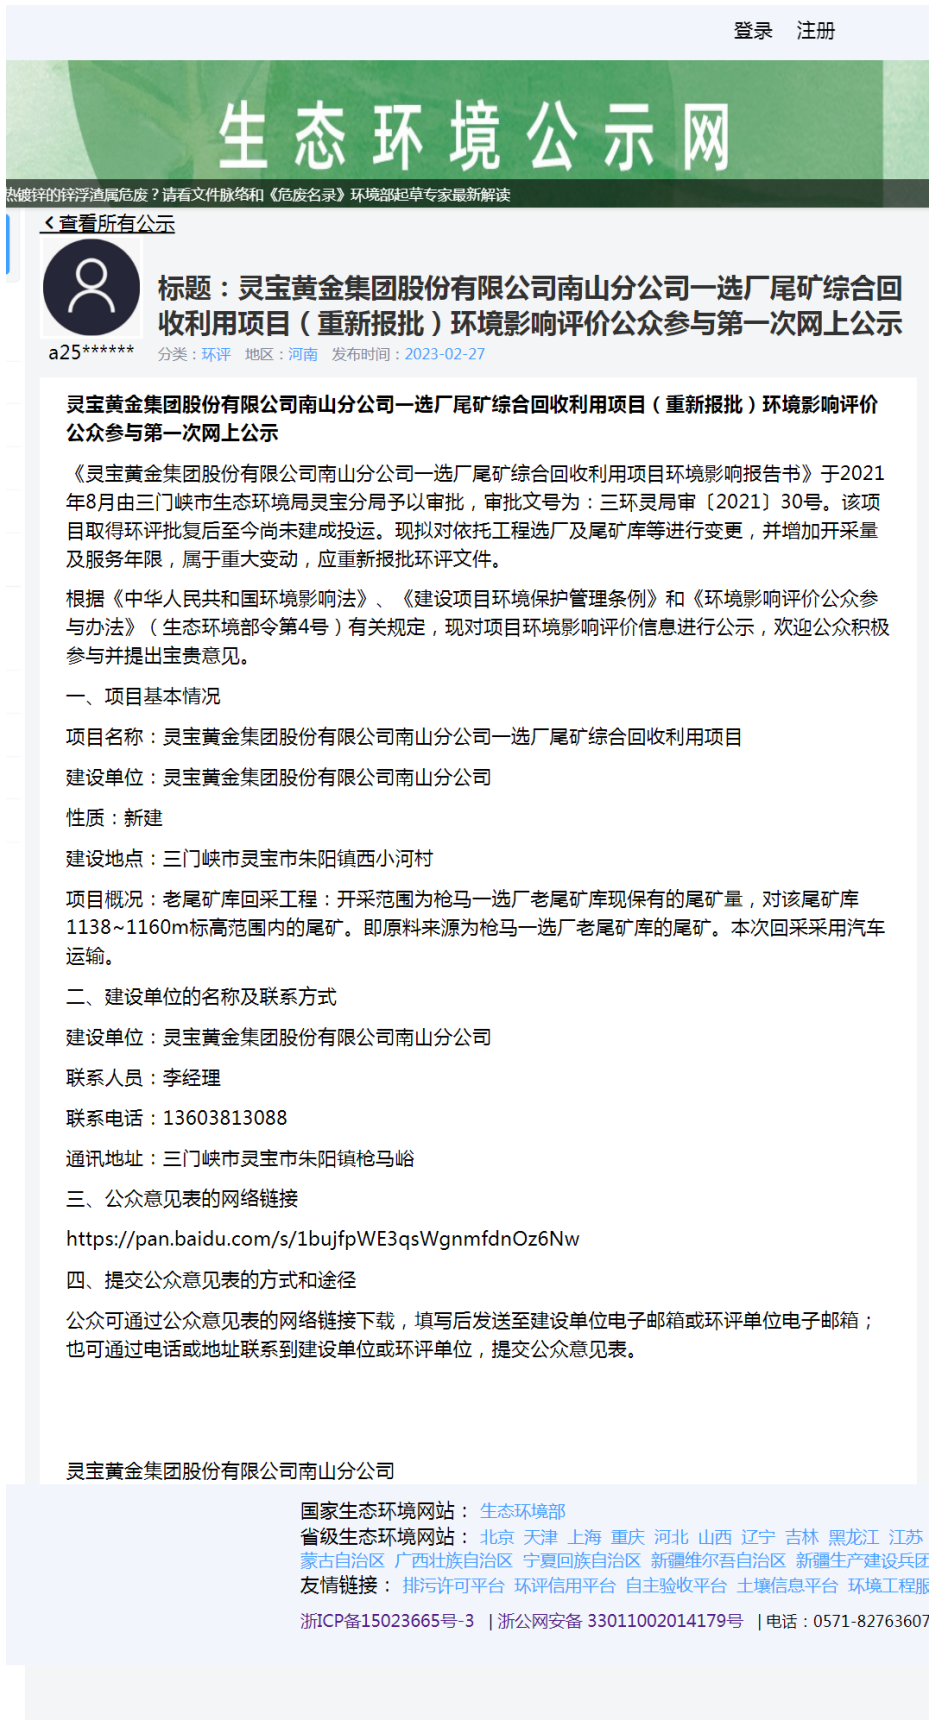 登录 注册
生态环境公示网
热镀锌的锌浮渣属危废？请看文件脉络和《危废名录》环境部起草专家最新解读
查看所有公示
标题：灵宝黄金集团股份有限公司南山分公司一选厂尾矿综合回
收利用项目（重新报批）环境影响评价公众参与第一次网上公示
a25******
分类：环评 地区：河南 发布时间：2023-02-27
灵宝黄金集团股份有限公司南山分公司一选厂尾矿综合回收利用项目（重新报批）环境影响评价
公众参与第一次网上公示
《灵宝黄金集团股份有限公司南山分公司一选厂尾矿综合回收利用项目环境影响报告书》于2021
年8月由三门峡市生态环境局灵宝分局予以审批，审批文号为：三环灵局审〔2021〕30号。该项
目取得环评批复后至今尚未建成投运。现拟对依托工程选厂及尾矿库等进行变更，并增加开采量
及服务年限，属于重大变动，应重新报批环评文件。
根据《中华人民共和国环境影响法》、《建设项目环境保护管理条例》和《环境影响评价公众参
与办法》（生态环境部令第4号）有关规定，现对项目环境影响评价信息进行公示，欢迎公众积极
参与并提出宝贵意见。
一、项目基本情况
项目名称：灵宝黄金集团股份有限公司南山分公司一选厂尾矿综合回收利用项目
建设单位：灵宝黄金集团股份有限公司南山分公司
性质：新建
建设地点：三门峡市灵宝市朱阳镇西小河村
项目概况：老尾矿库回采工程：开采范围为枪马一选厂老尾矿库现保有的尾矿量，对该尾矿库
1138~1160m标高范围内的尾矿。即原料来源为枪马一选厂老尾矿库的尾矿。本次回采采用汽车
运输。
二、建设单位的名称及联系方式
建设单位：灵宝黄金集团股份有限公司南山分公司
联系人员：李经理
联系电话：13603813088
通讯地址：三门峡市灵宝市朱阳镇枪马峪
三、公众意见表的网络链接
https://pan.baidu.com/s/1bujfpWE3qsWgnmfdnOz6Nw
四、提交公众意见表的方式和途径
公众可通过公众意见表的网络链接下载，填写后发送至建设单位电子邮箱或环评单位电子邮箱；
也可通过电话或地址联系到建设单位或环评单位，提交公众意见表。
灵宝黄金集团股份有限公司南山分公司
国家生态环境网站： 生态环境部
省级生态环境网站： 北京 天津 上海 重庆 河北 山西 辽宁 吉林 黑龙江 江苏
蒙古自治区 广西壮族自治区 宁夏回族自治区 新疆维尔吾自治区 新疆生产建设兵团
友情链接： 排污许可平台 环评信用平台 自主验收平台 土壤信息平台 环境工程服
浙ICP备15023665号-3 | 浙公网安备 33011002014179号 | 电话：0571-82763607